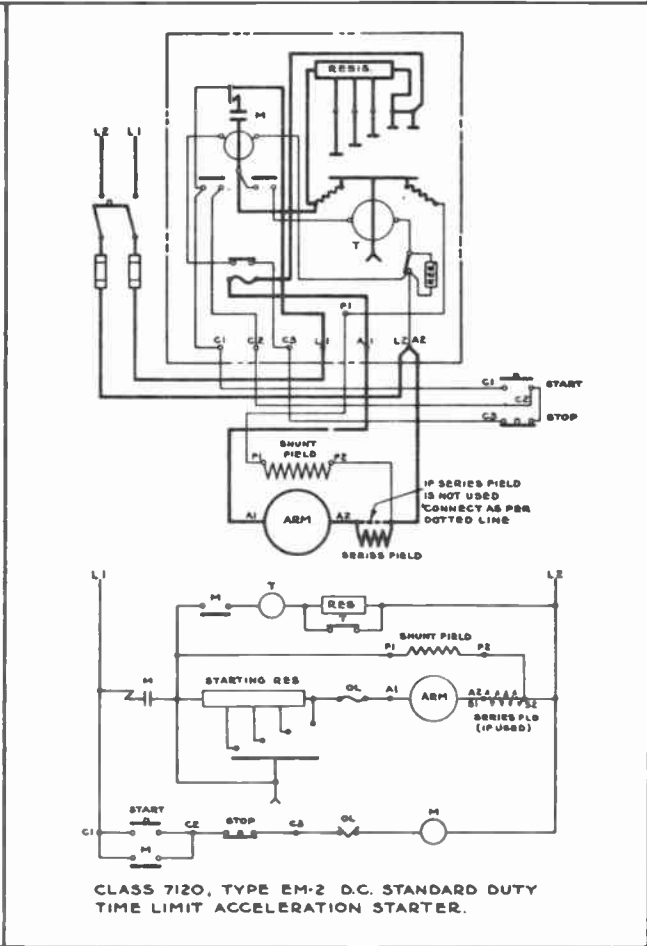 RESIS.
M
L2 L1
T
RES
P1
C1 C2 C3 L1 A1 L2 A2
C1 START
C2
C3 STOP
SHUNT
FIELD
P1 P2
IF SERIES FIELD
IS NOT USED
CONNECT AS PER
DOTTED LINE
A1 ARM A2
SERIES FIELD
L1 L2
M T RES
T
SHUNT FIELD
P1 P2
M STARTING RES OL A1 ARM A2
S1 S2
SERIES FLD
(IF USED)
START
C1 C2 STOP C3 OL M
M
CLASS 7120, TYPE EM-2 D.C. STANDARD DUTY
TIME LIMIT ACCELERATION STARTER.